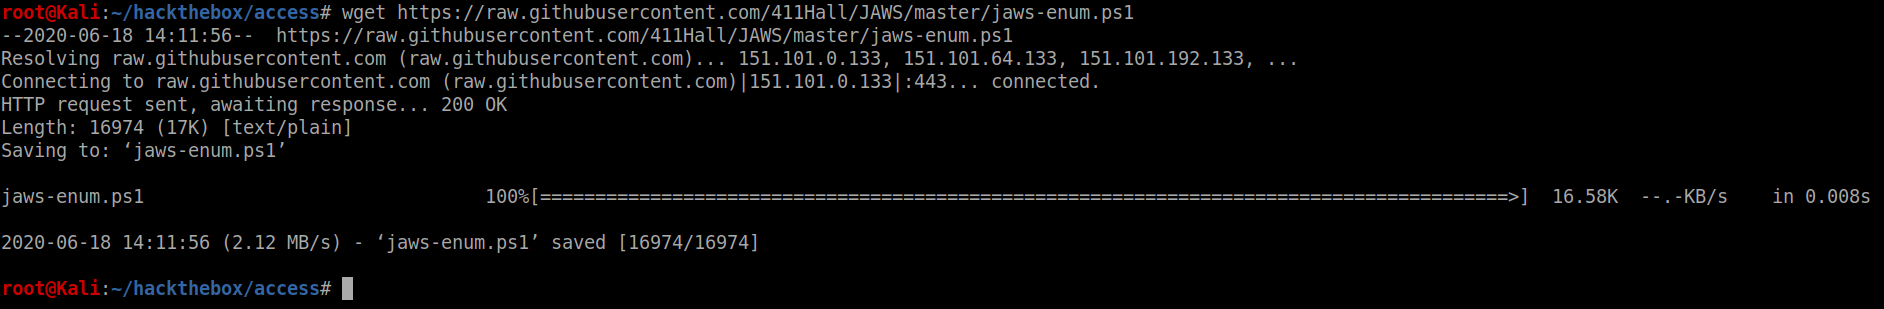 root@Kali:~/hackthebox/access# wget https://raw.githubusercontent.com/411Hall/JAWS/master/jaws-enum.ps1
--2020-06-18 14:11:56--  https://raw.githubusercontent.com/411Hall/JAWS/master/jaws-enum.ps1
Resolving raw.githubusercontent.com (raw.githubusercontent.com)... 151.101.0.133, 151.101.64.133, 151.101.192.133, ...
Connecting to raw.githubusercontent.com (raw.githubusercontent.com)|151.101.0.133|:443... connected.
HTTP request sent, awaiting response... 200 OK
Length: 16974 (17K) [text/plain]
Saving to: ‘jaws-enum.ps1’
jaws-enum.ps1                               100%[========================================================================================>]  16.58K  --.-KB/s    in 0.008s
2020-06-18 14:11:56 (2.12 MB/s) - ‘jaws-enum.ps1’ saved [16974/16974]
root@Kali:~/hackthebox/access#